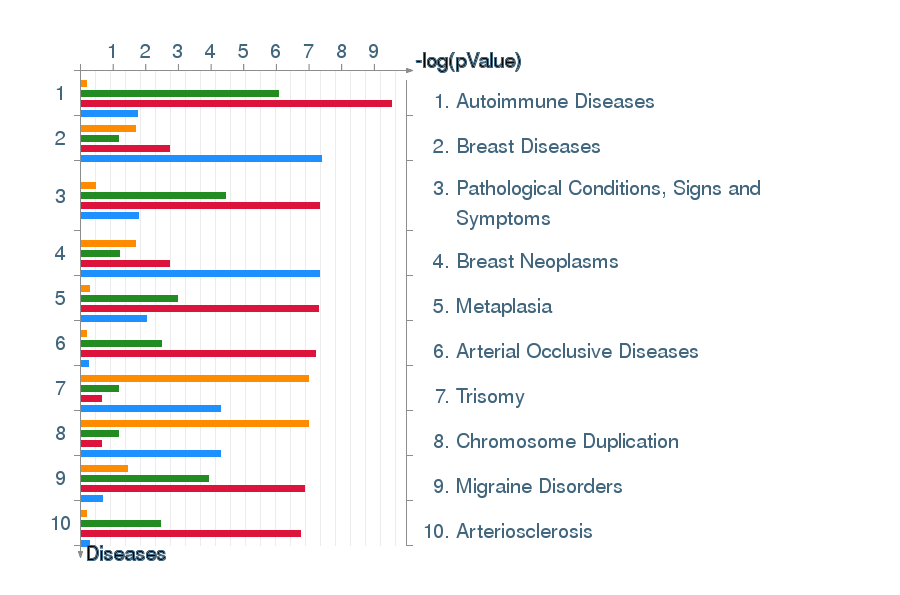 1 2 3 4 5 6 7 8 9
-log(pValue)
1
2
3
4
5
6
7
8
9
10
Diseases
1. Autoimmune Diseases
2. Breast Diseases
3. Pathological Conditions, Signs and
Symptoms
4. Breast Neoplasms
5. Metaplasia
6. Arterial Occlusive Diseases
7. Trisomy
8. Chromosome Duplication
9. Migraine Disorders
10. Arteriosclerosis